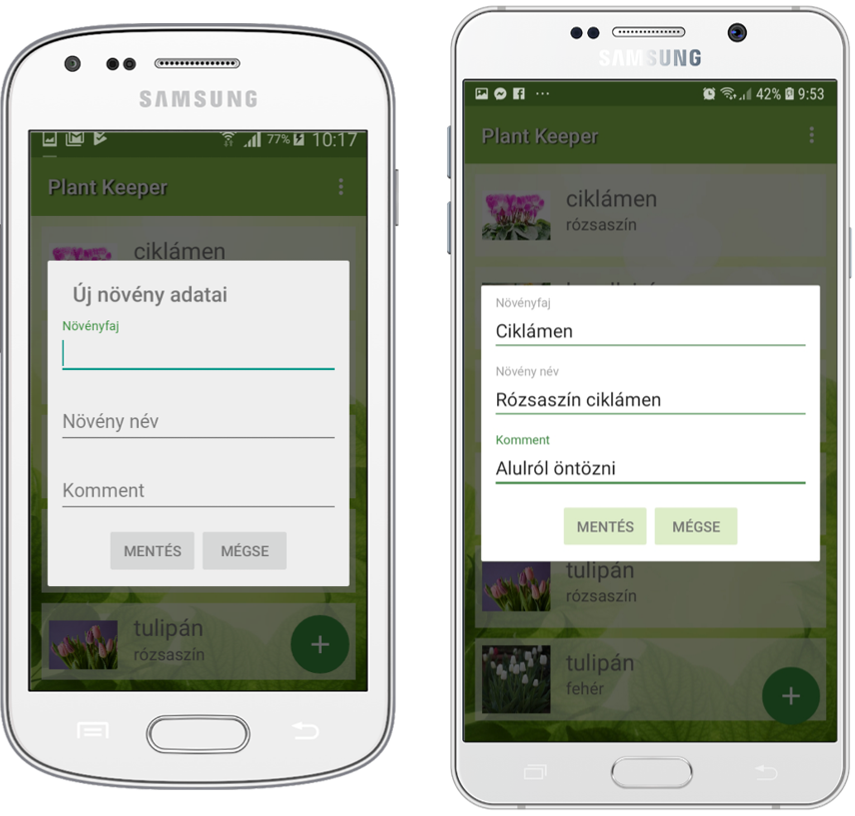 SAMSUNG
77% 10:17
Plant Keeper
ciklámen
Új növény adatai
Növényfaj
Növény név
Komment
MENTÉS MÉGSE
tulipán
rózsaszín
+
SAMSUNG
42% 9:53
Plant Keeper
ciklámen
rózsaszín
Növényfaj
Ciklámen
Növény név
Rózsaszín ciklámen
Komment
Alulról öntözni
MENTÉS MÉGSE
tulipán
rózsaszín
tulipán
fehér
+